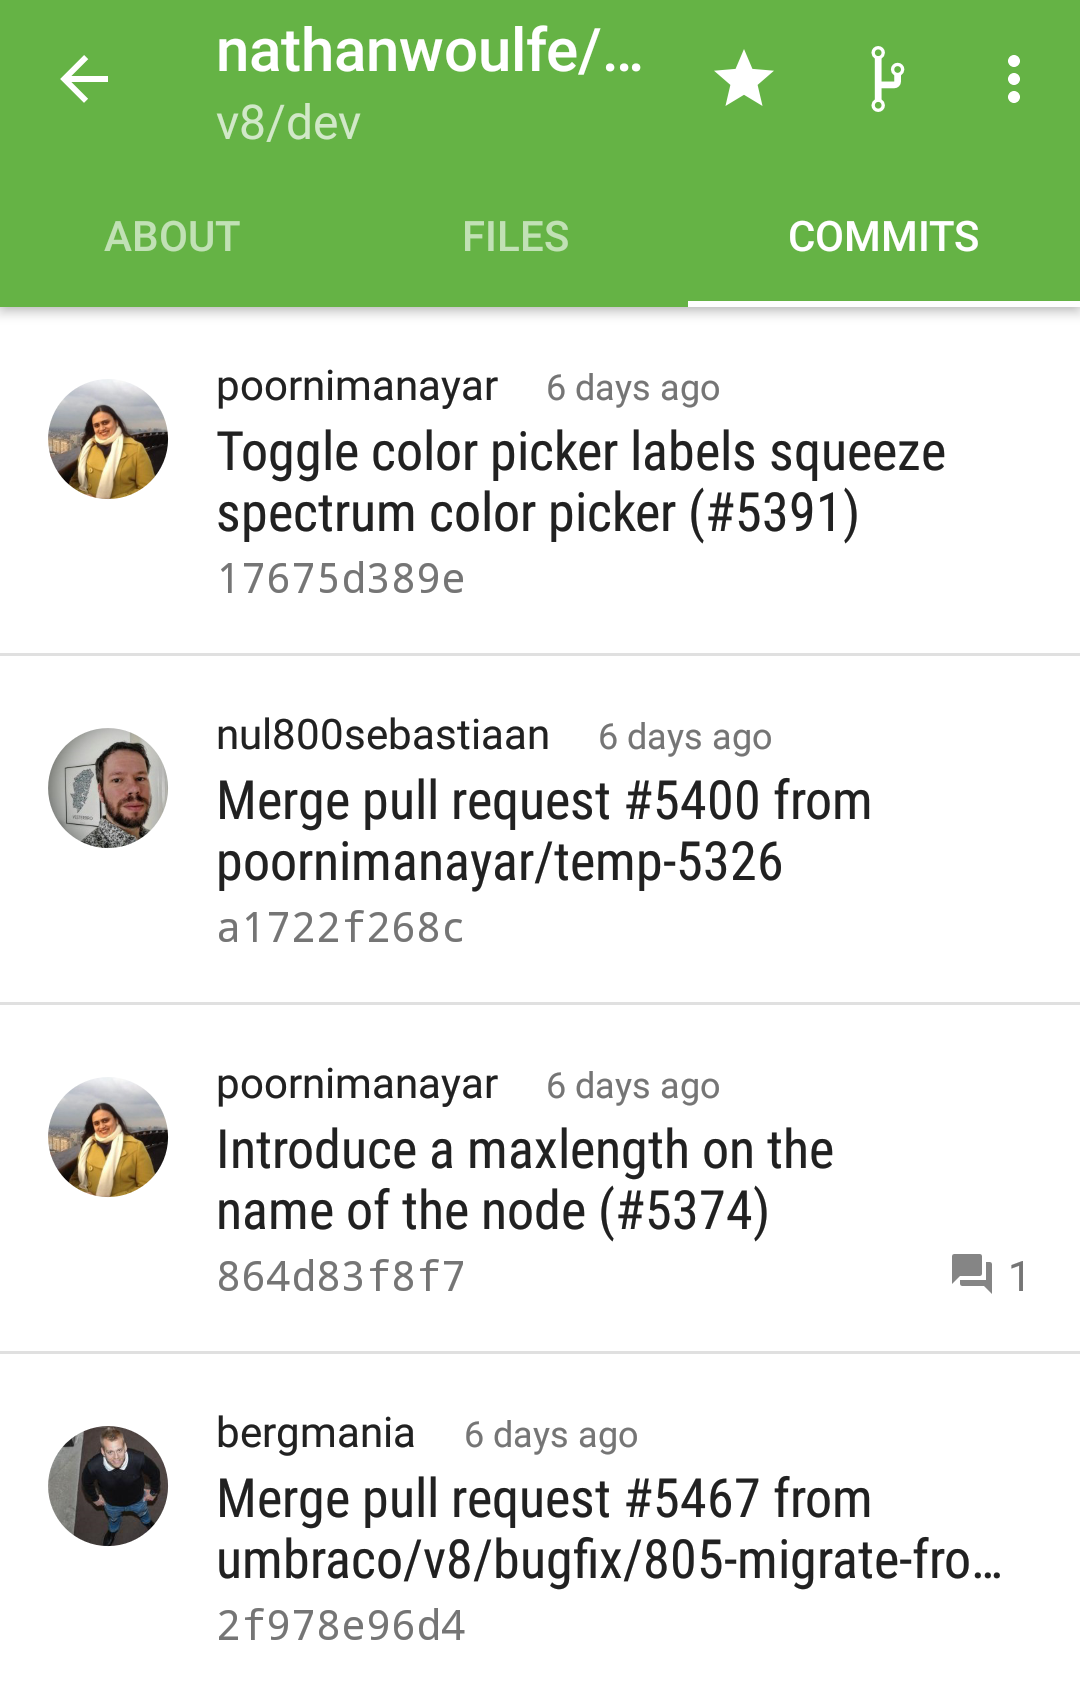 nathanwoulfe/...
v8/dev
ABOUT FILES COMMITS
poornimanayar 6 days ago
Toggle color picker labels squeeze
spectrum color picker (#5391)
17675d389e
nul800sebastiaan 6 days ago
Merge pull request #5400 from
poornimanayar/temp-5326
a1722f268c
poornimanayar 6 days ago
Introduce a maxlength on the
name of the node (#5374)
864d83f8f7 1
bergmania 6 days ago
Merge pull request #5467 from
umbraco/v8/bugfix/805-migrate-fro...
2f978e96d4